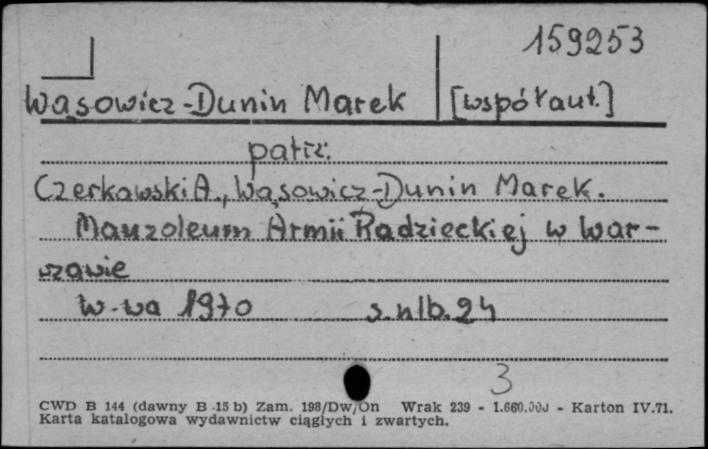 159253
Wąsowicz-Dunin Marek [współaut.]
patrz:
Czerkawski A., Wąsowicz-Dunin Marek.
Mauzoleum Armii Radzieckiej w War-
szawie
W-wa 1970 s. nlb. 24
3
CWD B 144 (dawny B 15 b) Zam. 198/Dw/On Wrak 239 - 1.660.000 - Karton IV.71.
Karta katalogowa wydawnictw ciągłych i zwartych.